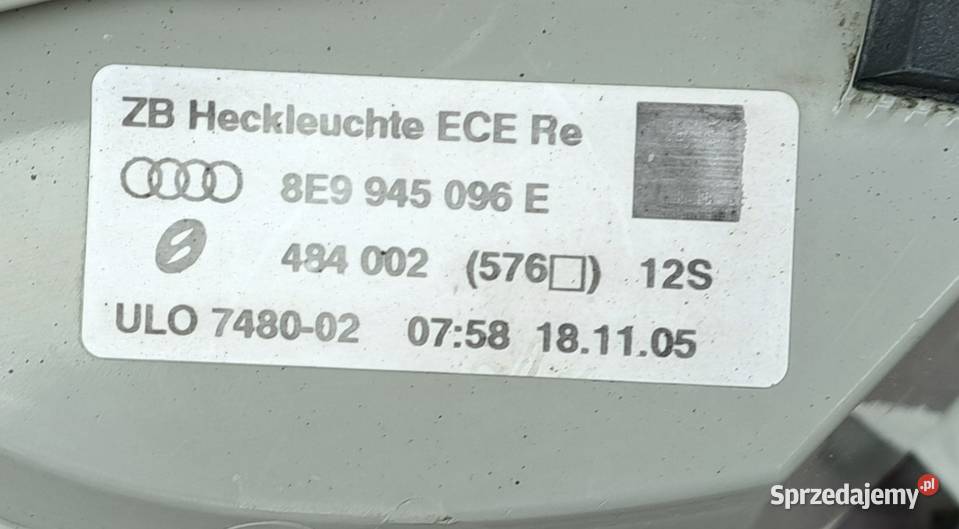 ZB Heckleuchte ECE Re
8E9 945 096 E
484 002 (576□) 12S
ULO 7480-02 07:58 18.11.05
Sprzedajemy.pl